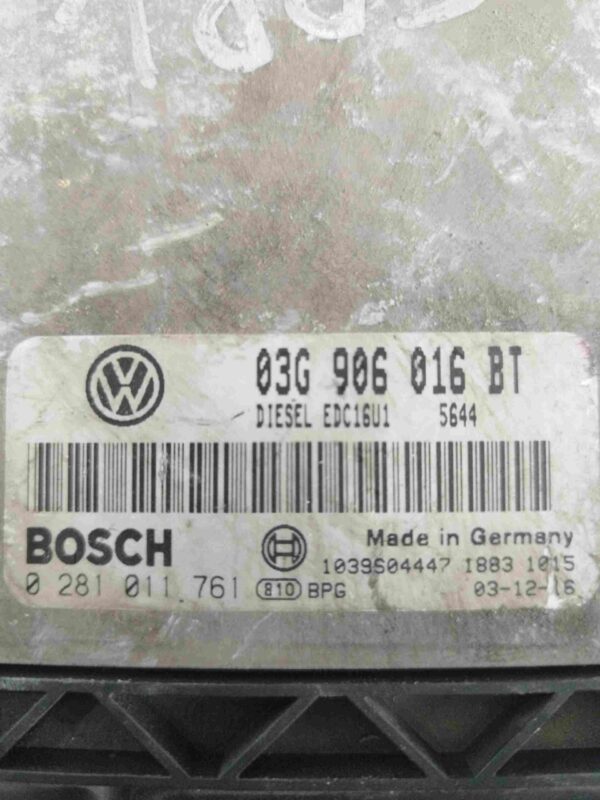 03G 906 016 BT
DIESEL EDC16U1 5644
BOSCH
Made in Germany
1039S04447 1883 1015
0 281 011 761 810 BPG
03-12-16